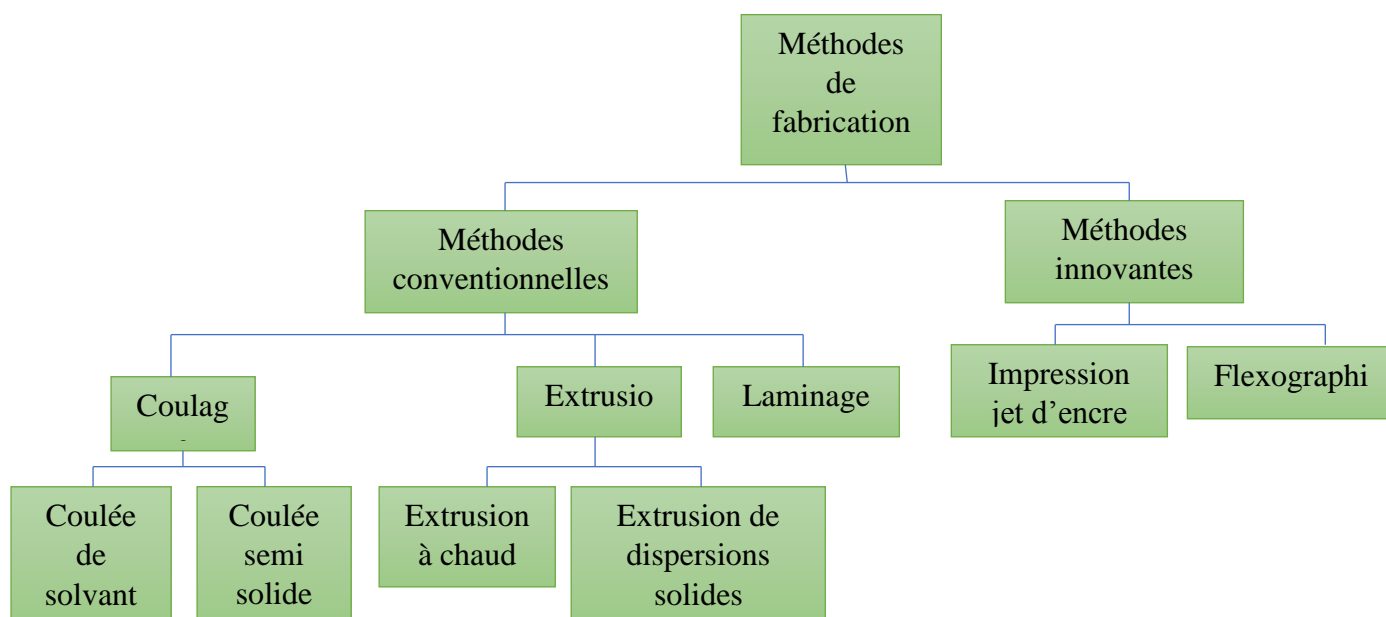 Méthodes
de
fabrication
Méthodes
conventionnelles
Méthodes
innovantes
Coulag
Extrusio
Laminage
Impression
jet d’encre
Flexographi
Coulée
de
solvant
Coulée
semi
solide
Extrusion
à chaud
Extrusion de
dispersions
solides